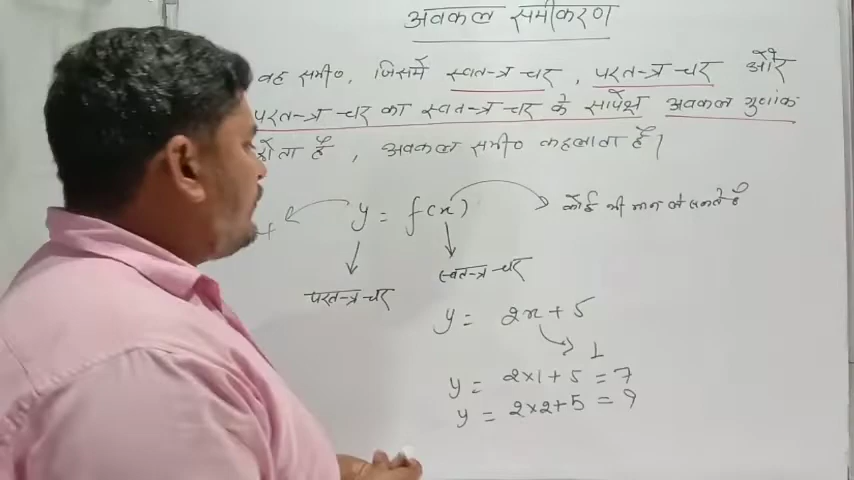 अवकल समीकरण
वह समी०, जिसमें स्वतन्त्र चर, परतन्त्र चर और
परतन्त्र चर का स्वतन्त्र चर के सापेक्ष अवकल गुणांक
होता है, अवकल समी० कहलाता है।
y = f(x) कोई भी मान ले सकते है
परतन्त्र चर स्वतन्त्र चर
y = 2x + 5
1
y = 2×1 + 5 = 7
y = 2×2+5 = 9